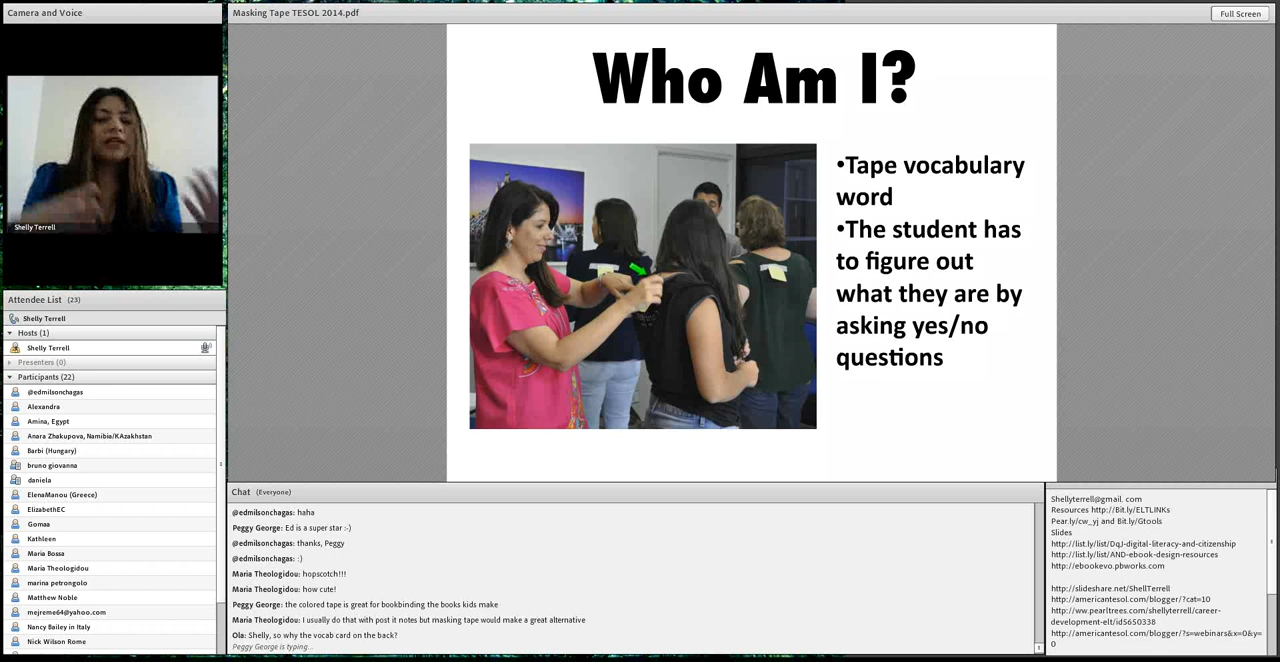 Camera and Voice
Shelly Terrell
Attendee List (23)
Shelly Terrell
Hosts (1)
Shelly Terrell
Presenters (0)
Participants (22)
@edmilsonchagas
Alexandra
Amina, Egypt
Anara Zhakupova, Namibia/KAzakhstan
Barbi (Hungary)
bruno giovanna
daniela
ElenaManou (Greece)
ElizabethEC
Gomaa
Kathleen
Maria Bossa
Maria Theologidou
marina petrongolo
Matthew Noble
mejreme64@yahoo.com
Nancy Bailey in Italy
Nick Wilson Rome
Masking Tape TESOL 2014.pdf
Full Screen
Who Am I?
•Tape vocabulary
word
•The student has
to figure out
what they are by
asking yes/no
questions
Chat (Everyone)
@edmilsonchagas: haha
Peggy George: Ed is a super star :-)
@edmilsonchagas: thanks, Peggy
@edmilsonchagas: :)
Maria Theologidou: hopscotch!!!
Maria Theologidou: how cute!
Peggy George: the colored tape is great for bookbinding the books kids make
Maria Theologidou: I usually do that with post it notes but masking tape would make a great alternative
Ola: Shelly, so why the vocab card on the back?
Peggy George is typing...
Shellyterrell@gmail. com
Resources http://Bit.ly/ELTLINKs
Pear.ly/cw_yj and Bit.ly/Gtools
Slides
http://list.ly/list/DqJ-digital-literacy-and-citizenship
http://list.ly/list/AND-ebook-design-resources
http://ebookevo.pbworks.com
http://slideshare.net/ShellTerrell
http://americantesol.com/blogger/?cat=10
http://ww.pearltrees.com/shellyterrell/career-
development-elt/id5650338
http://americantesol.com/blogger/?s=webinars&x=0&y=
0